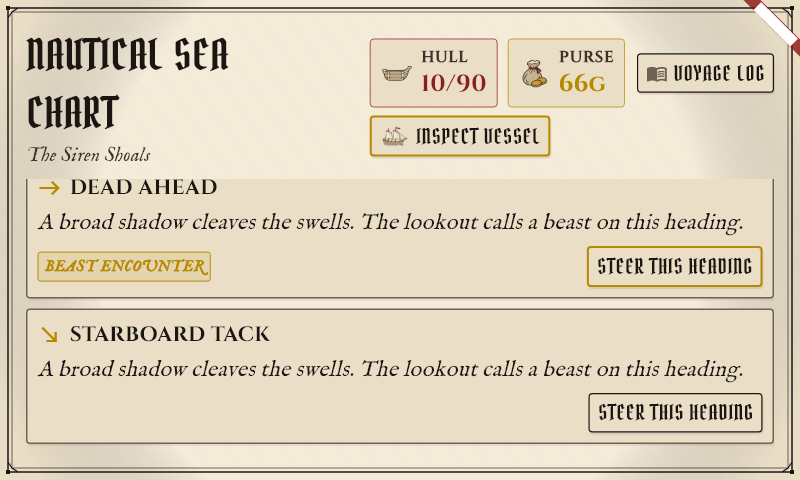 NAUTICAL SEA
CHART
The Siren Shoals
HULL
10/90
PURSE
66G
VOYAGE LOG
INSPECT VESSEL
→ DEAD AHEAD
A broad shadow cleaves the swells. The lookout calls a beast on this heading.
BEAST ENCOUNTER
STEER THIS HEADING
↘ STARBOARD TACK
A broad shadow cleaves the swells. The lookout calls a beast on this heading.
STEER THIS HEADING